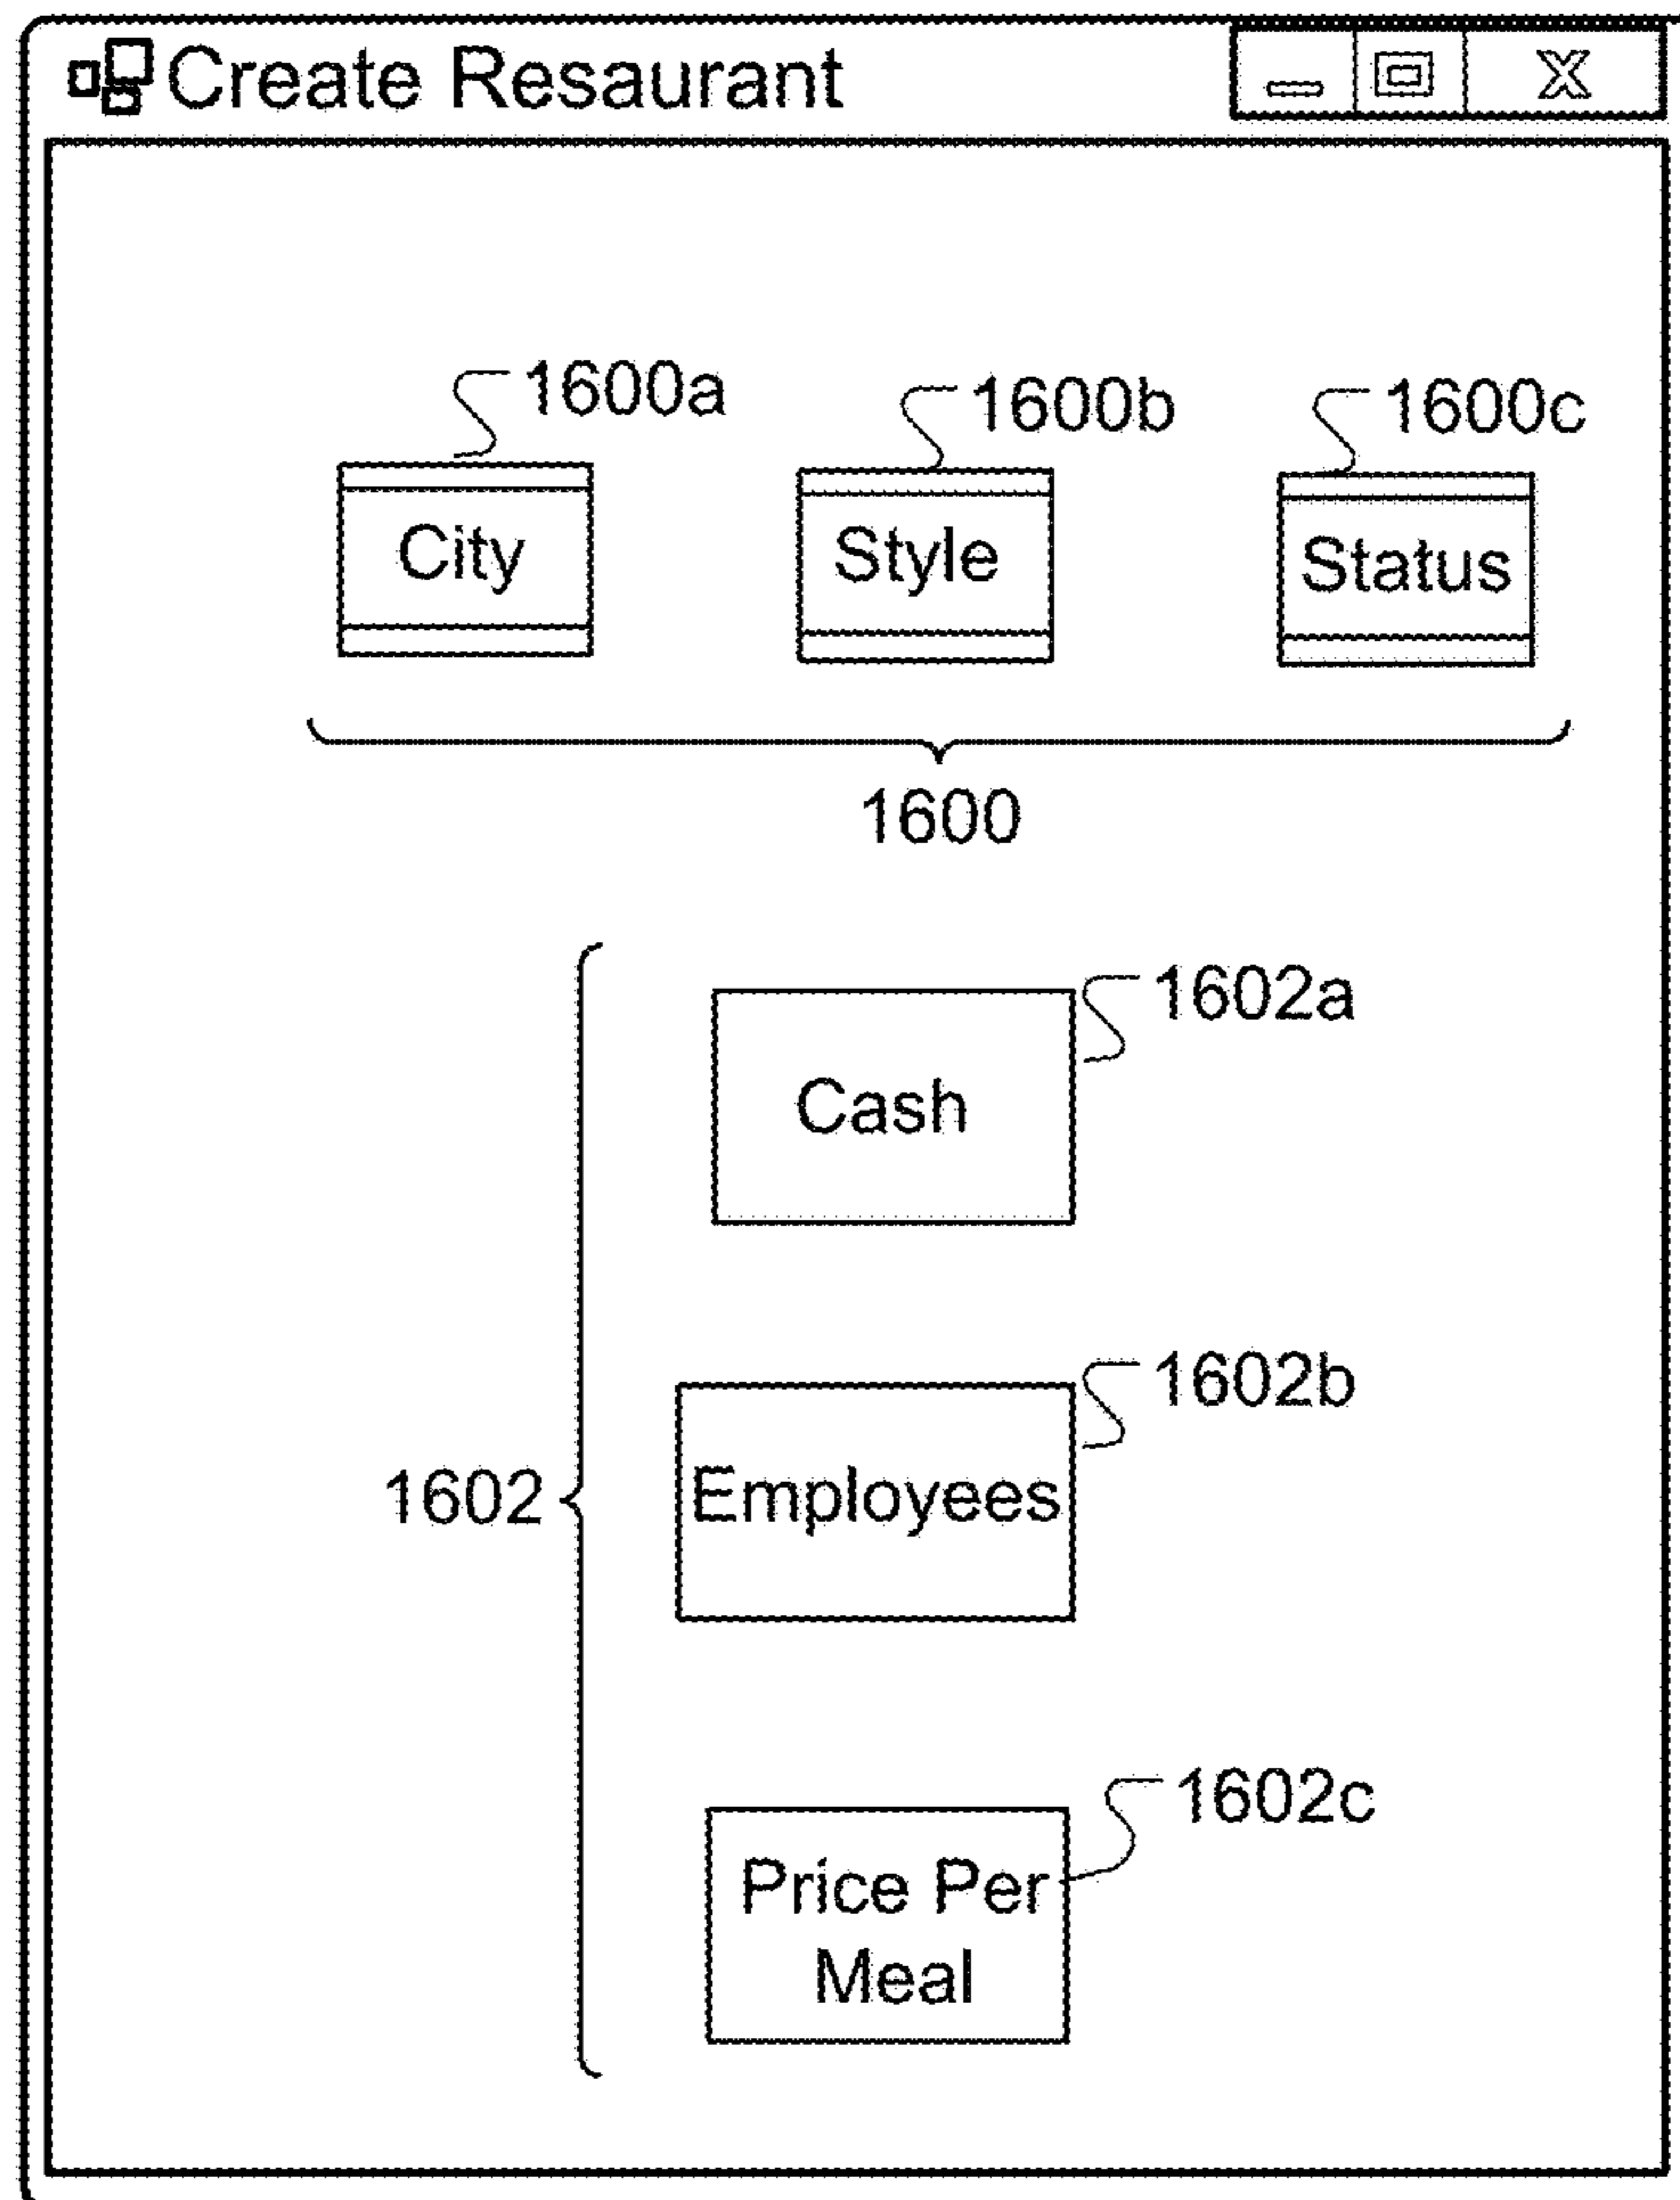 Create Resaurant
X
1600a
1600b
1600c
City
Style
Status
1600
1602a
Cash
1602b
1602
Employees
1602c
Price Per
Meal